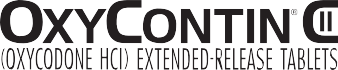 OXYCONTIN® CII
(OXYCODONE HCl) EXTENDED-RELEASE TABLETS